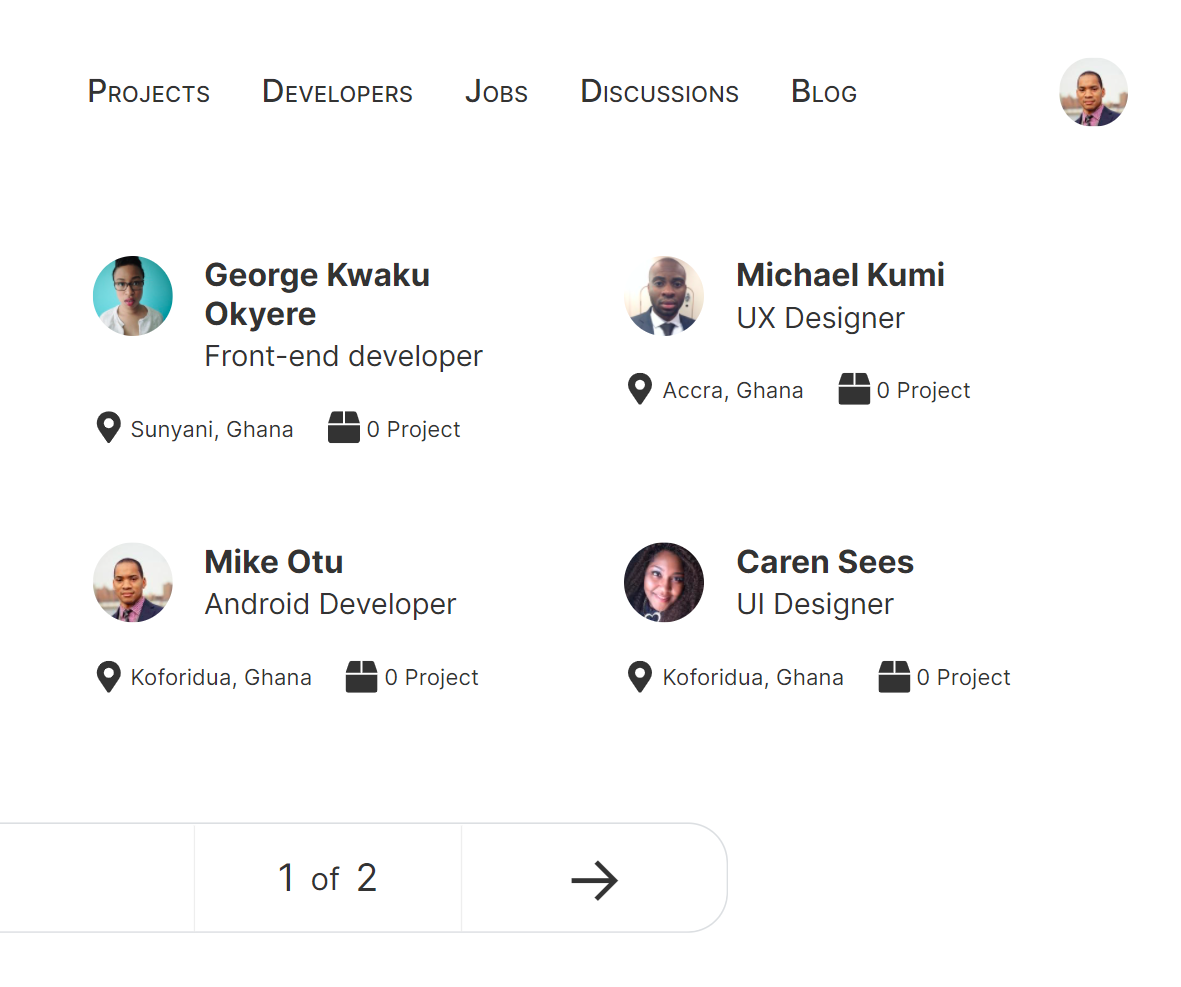 Projects Developers Jobs Discussions Blog
George Kwaku
Okyere
Front-end developer
Sunyani, Ghana 0 Project
Michael Kumi
UX Designer
Accra, Ghana 0 Project
Mike Otu
Android Developer
Koforidua, Ghana 0 Project
Caren Sees
UI Designer
Koforidua, Ghana 0 Project
1 of 2